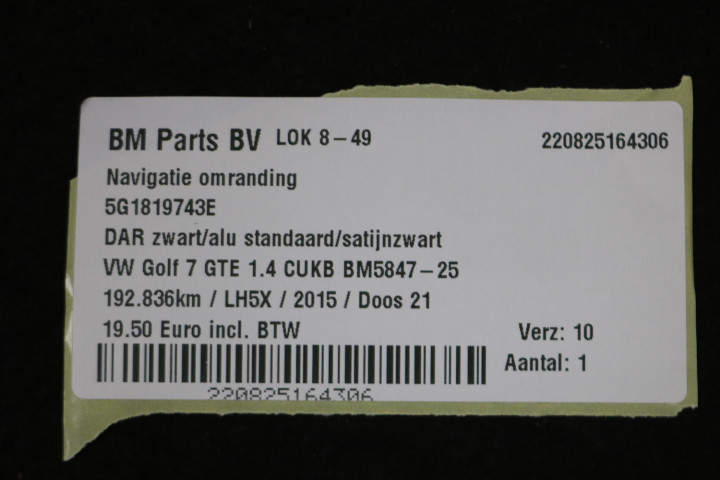 BM Parts BV LOK 8-49 220825164306
Navigatie omranding
5G1819743E
DAR zwart/alu standaard/satijnzwart
VW Golf 7 GTE 1.4 CUKB BM5847-25
192.836km / LH5X / 2015 / Doos 21
19.50 Euro incl. BTW Verz: 10
Aantal: 1
220825164306